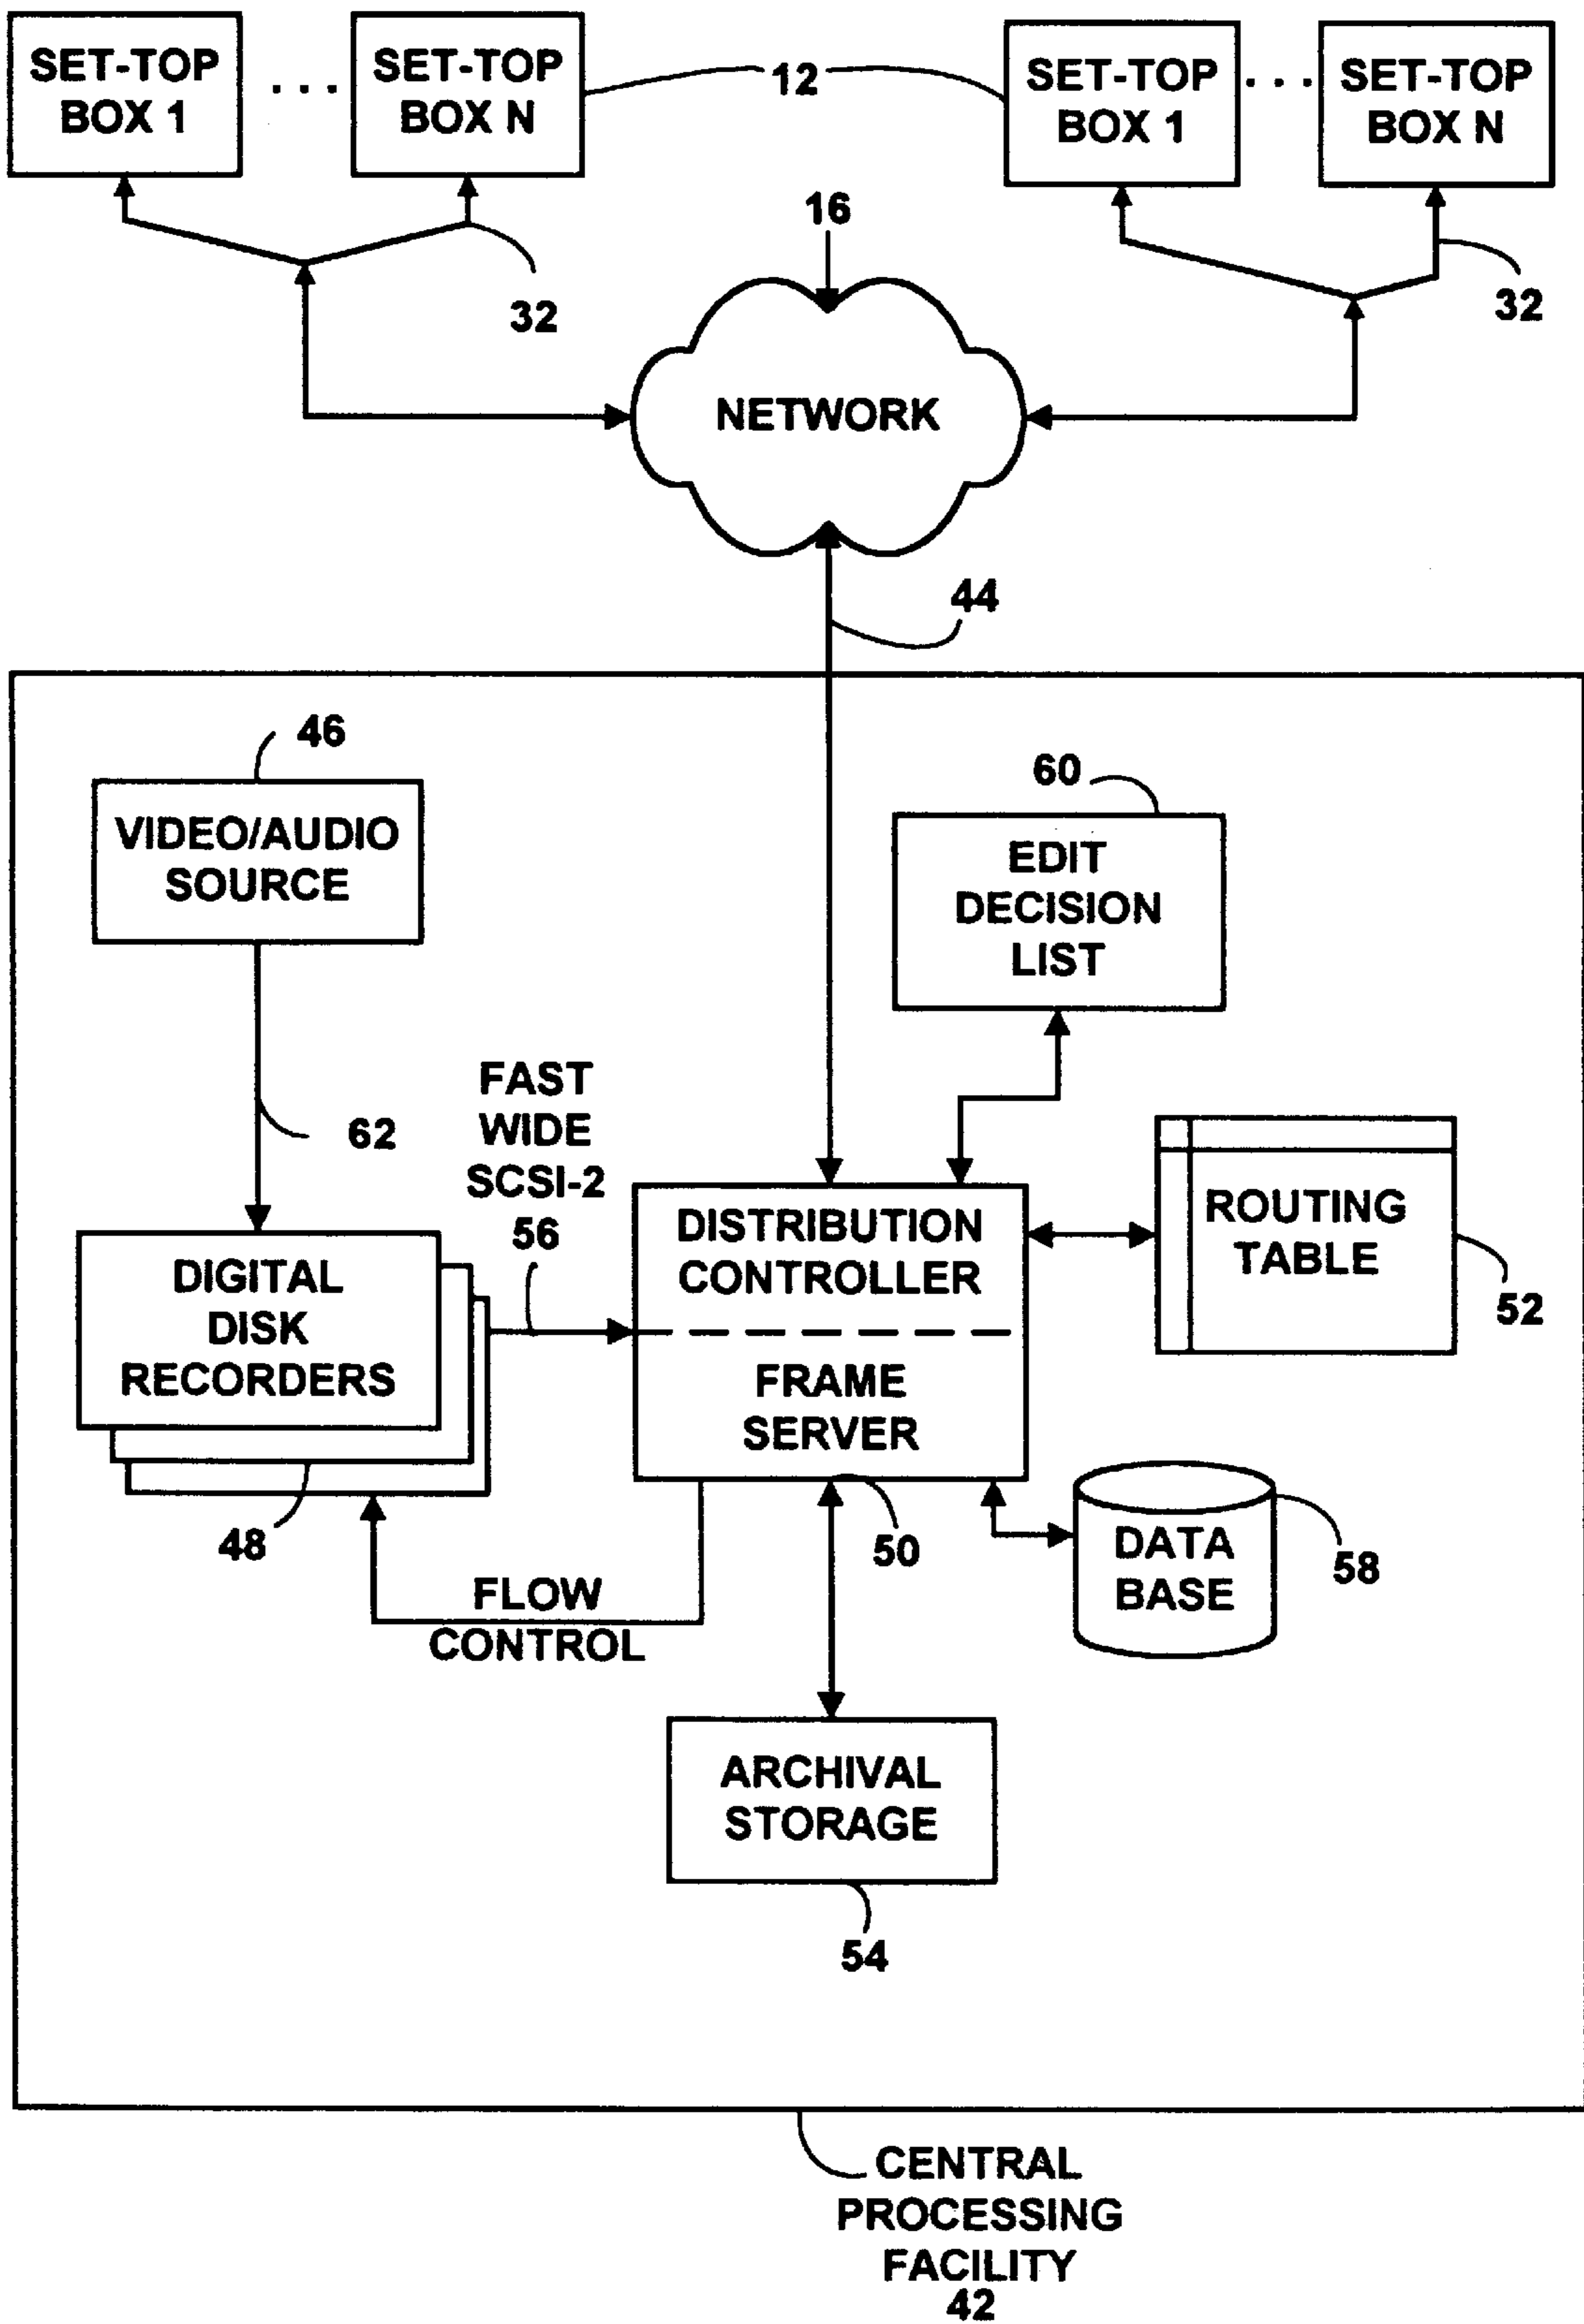 SET-TOP
BOX 1
. . .
SET-TOP
BOX N
12
SET-TOP
BOX 1
. . .
SET-TOP
BOX N
16
32
32
NETWORK
44
46
VIDEO/AUDIO
SOURCE
60
EDIT
DECISION
LIST
62
FAST
WIDE
SCSI-2
56
DIGITAL
DISK
RECORDERS
48
DISTRIBUTION
CONTROLLER
FRAME
SERVER
50
ROUTING
TABLE
52
DATA
BASE
58
FLOW
CONTROL
ARCHIVAL
STORAGE
54
CENTRAL
PROCESSING
FACILITY
42